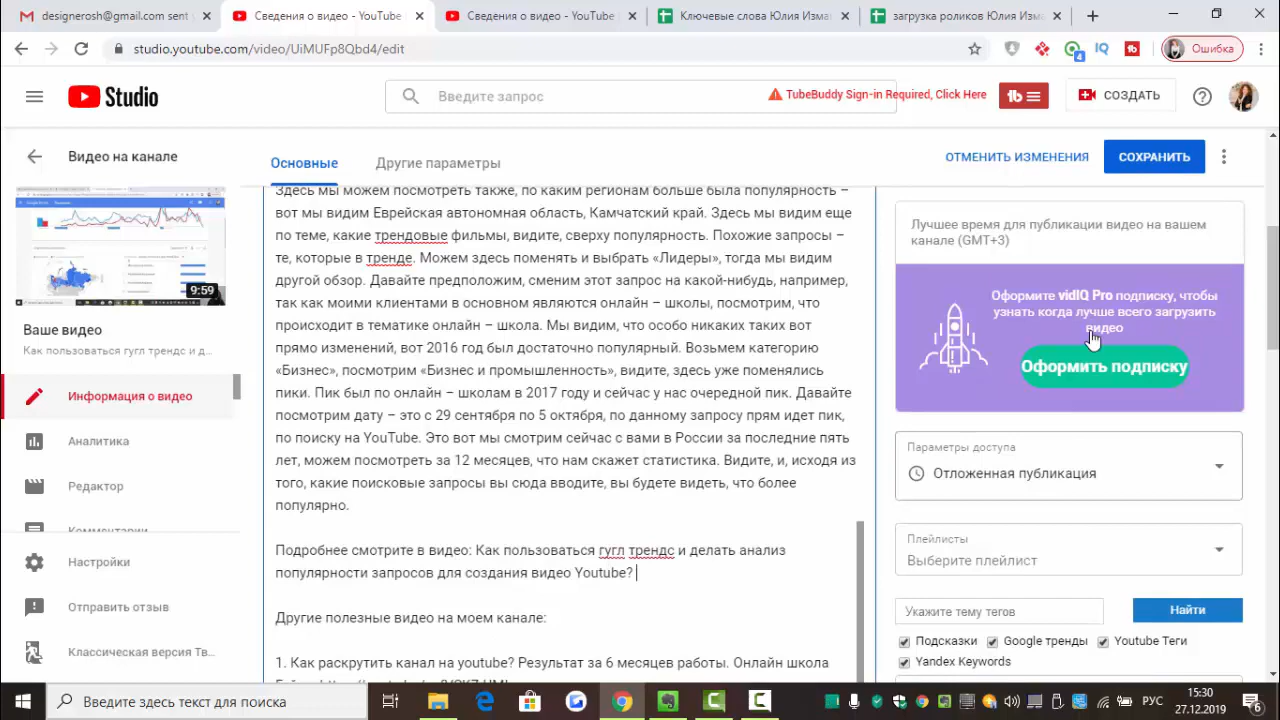 designerosh@gmail.com sent
Сведения о видео - YouTube
Сведения о видео - YouTube
Ключевые слова Юлия Измат
загрузка роликов Юлия Изм
studio.youtube.com/video/UiMUFp8Qbd4/edit
4
IQ
tb
Ошибка
Studio
Введите запрос
TubeBuddy Sign-in Required, Click Here
tb
СОЗДАТЬ
Видео на канале
Основные
Другие параметры
ОТМЕНИТЬ ИЗМЕНЕНИЯ
СОХРАНИТЬ
9:59
Ваше видео
Как пользоваться гугл трендс и д...
Информация о видео
Аналитика
Редактор
Комментарии
Настройки
Отправить отзыв
Классическая версия Тв...
Здесь мы можем посмотреть также, по каким регионам больше была популярность –
вот мы видим Еврейская автономная область, Камчатский край. Здесь мы видим еще
по теме, какие трендовые фильмы, видите, сверху популярность. Похожие запросы –
те, которые в тренде. Можем здесь поменять и выбрать «Лидеры», тогда мы видим
другой обзор. Давайте предположим, сменим этот запрос на какой-нибудь, например,
так как моими клиентами в основном являются онлайн – школы, посмотрим, что
происходит в тематике онлайн – школа. Мы видим, что особо никаких таких вот
прямо изменений, вот 2016 год был достаточно популярный. Возьмем категорию
«Бизнес», посмотрим «Бизнес и промышленность», видите, здесь уже поменялись
пики. Пик был по онлайн – школам в 2017 году и сейчас у нас очередной пик. Давайте
посмотрим дату – это с 29 сентября по 5 октября, по данному запросу прям идет пик,
по поиску на YouTube. Это вот мы смотрим сейчас с вами в России за последние пять
лет, можем посмотреть за 12 месяцев, что нам скажет статистика. Видите, и, исходя из
того, какие поисковые запросы вы сюда вводите, вы будете видеть, что более
популярно.
Подробнее смотрите в видео: Как пользоваться гугл трендс и делать анализ
популярности запросов для создания видео Youtube?
Другие полезные видео на моем канале:
1. Как раскрутить канал на youtube? Результат за 6 месяцев работы. Онлайн школа
Лучшее время для публикации видео на вашем
канале (GMT+3)
Оформите vidIQ Pro подписку, чтобы
узнать когда лучше всего загрузить
видео
Оформить подписку
Параметры доступа
Отложенная публикация
Плейлисты
Выберите плейлист
Укажите тему тегов
Найти
Подсказки
Google тренды
Youtube Теги
Yandex Keywords
Введите здесь текст для поиска
РУС
15:30
27.12.2019
6